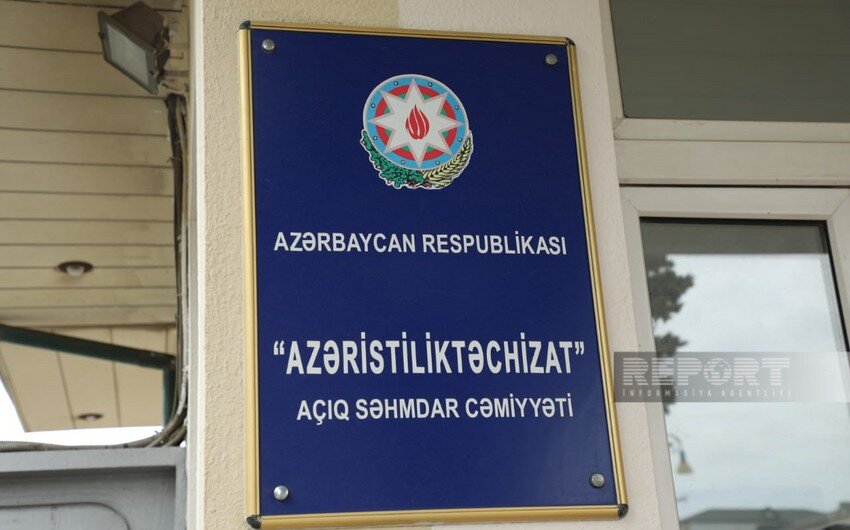 AZƏRBAYCAN RESPUBLİKASI
“AZƏRİSTİLİKTƏCHİZAT”
AÇIQ SƏHMDAR CƏMİYYƏTİ
REPORT
İNFORMASİYA AGENTLİYİ